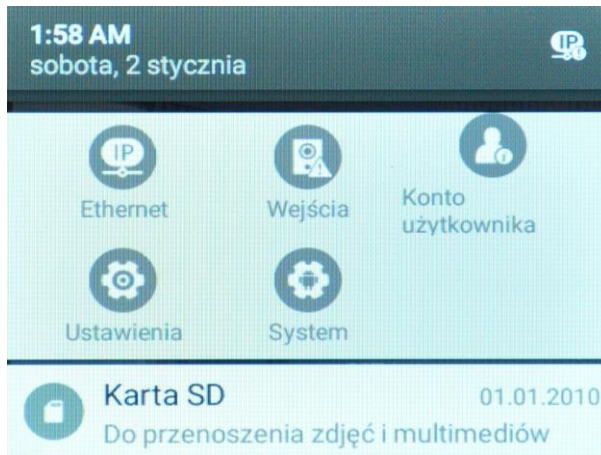 1:58 AM
sobota, 2 stycznia
IP
IP
Ethernet
Wejścia
Konto
użytkownika
Ustawienia
System
Karta SD
01.01.2010
Do przenoszenia zdjęć i multimediów